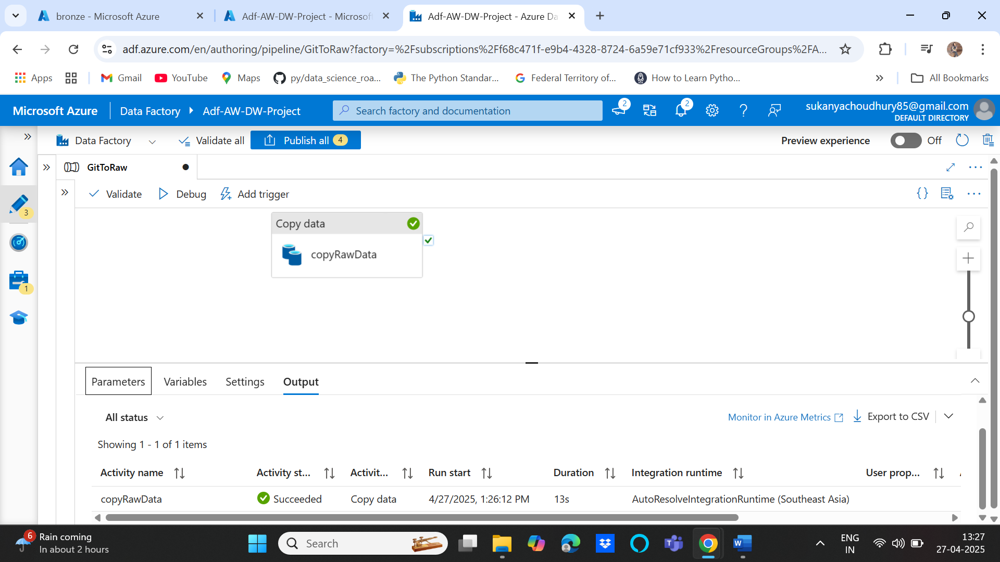 bronze - Microsoft Azure
Adf-AW-DW-Project - Microsoft
Adf-AW-DW-Project - Azure Da
adf.azure.com/en/authoring/pipeline/GitToRaw?factory=%2Fsubscriptions%2Ff68c471f-e9b4-4328-8724-6a59e71cf933%2FresourceGroups%2FA...
Apps
Gmail
YouTube
Maps
py/data_science_roa...
The Python Standar...
Federal Territory of...
How to Learn Pytho...
All Bookmarks
Microsoft Azure
Data Factory
Adf-AW-DW-Project
Search factory and documentation
2
2
sukanyachoudhury85@gmail.com
DEFAULT DIRECTORY
Data Factory
Validate all
Publish all 4
Preview experience
Off
GitToRaw
3
1
Validate
Debug
Add trigger
{}
Copy data
copyRawData
Parameters
Variables
Settings
Output
All status
Monitor in Azure Metrics
Export to CSV
Showing 1 - 1 of 1 items
Activity name
Activity st...
Activit...
Run start
Duration
Integration runtime
User prop...
copyRawData
Succeeded
Copy data
4/27/2025, 1:26:12 PM
13s
AutoResolveIntegrationRuntime (Southeast Asia)
6
Rain coming
In about 2 hours
Search
ENG
IN
13:27
27-04-2025